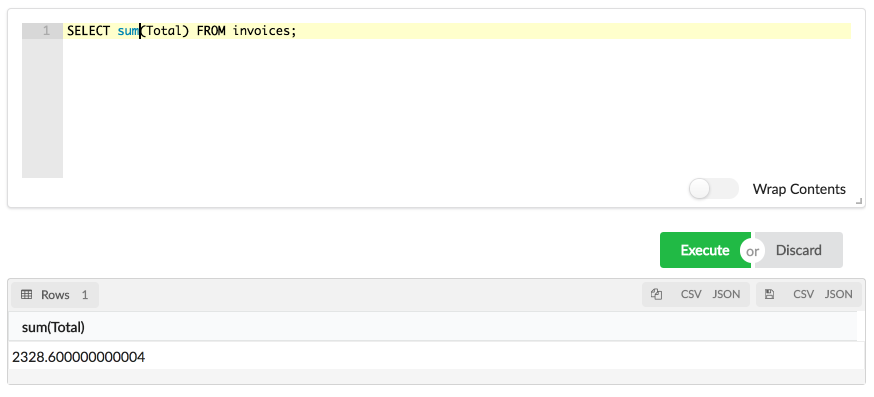 1 SELECT sum(Total) FROM invoices;
Wrap Contents
Execute or Discard
Rows 1 CSV JSON CSV JSON
sum(Total)
2328.600000000004